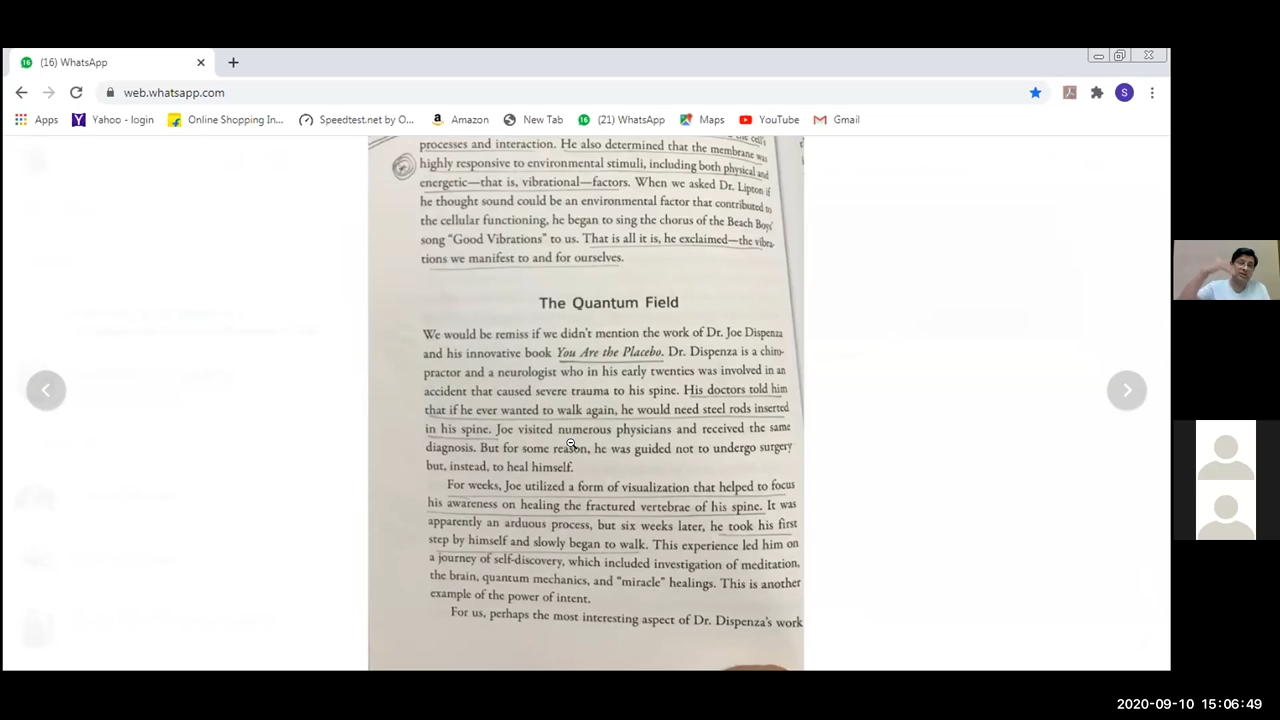 (16) WhatsApp
web.whatsapp.com
S
Apps
Yahoo - login
Online Shopping In...
Speedtest.net by O...
Amazon
New Tab
(21) WhatsApp
Maps
YouTube
Gmail
processes and interaction. He also determined that the membrane was
highly responsive to environmental stimuli, including both physical and
energetic—that is, vibrational—factors. When we asked Dr. Lipton if
he thought sound could be an environmental factor that contributed to
the cellular functioning, he began to sing the chorus of the Beach Boys'
song "Good Vibrations" to us. That is all it is, he exclaimed—the vibra-
tions we manifest to and for ourselves.
The Quantum Field
We would be remiss if we didn't mention the work of Dr. Joe Dispenza
and his innovative book You Are the Placebo. Dr. Dispenza is a chiro-
practor and a neurologist who in his early twenties was involved in an
accident that caused severe trauma to his spine. His doctors told him
that if he ever wanted to walk again, he would need steel rods inserted
in his spine. Joe visited numerous physicians and received the same
diagnosis. But for some reason, he was guided not to undergo surgery
but, instead, to heal himself.
For weeks, Joe utilized a form of visualization that helped to focus
his awareness on healing the fractured vertebrae of his spine. It was
apparently an arduous process, but six weeks later, he took his first
step by himself and slowly began to walk. This experience led him on
a journey of self-discovery, which included investigation of meditation,
the brain, quantum mechanics, and "miracle" healings. This is another
example of the power of intent.
For us, perhaps the most interesting aspect of Dr. Dispenza's work
2020-09-10 15:06:49